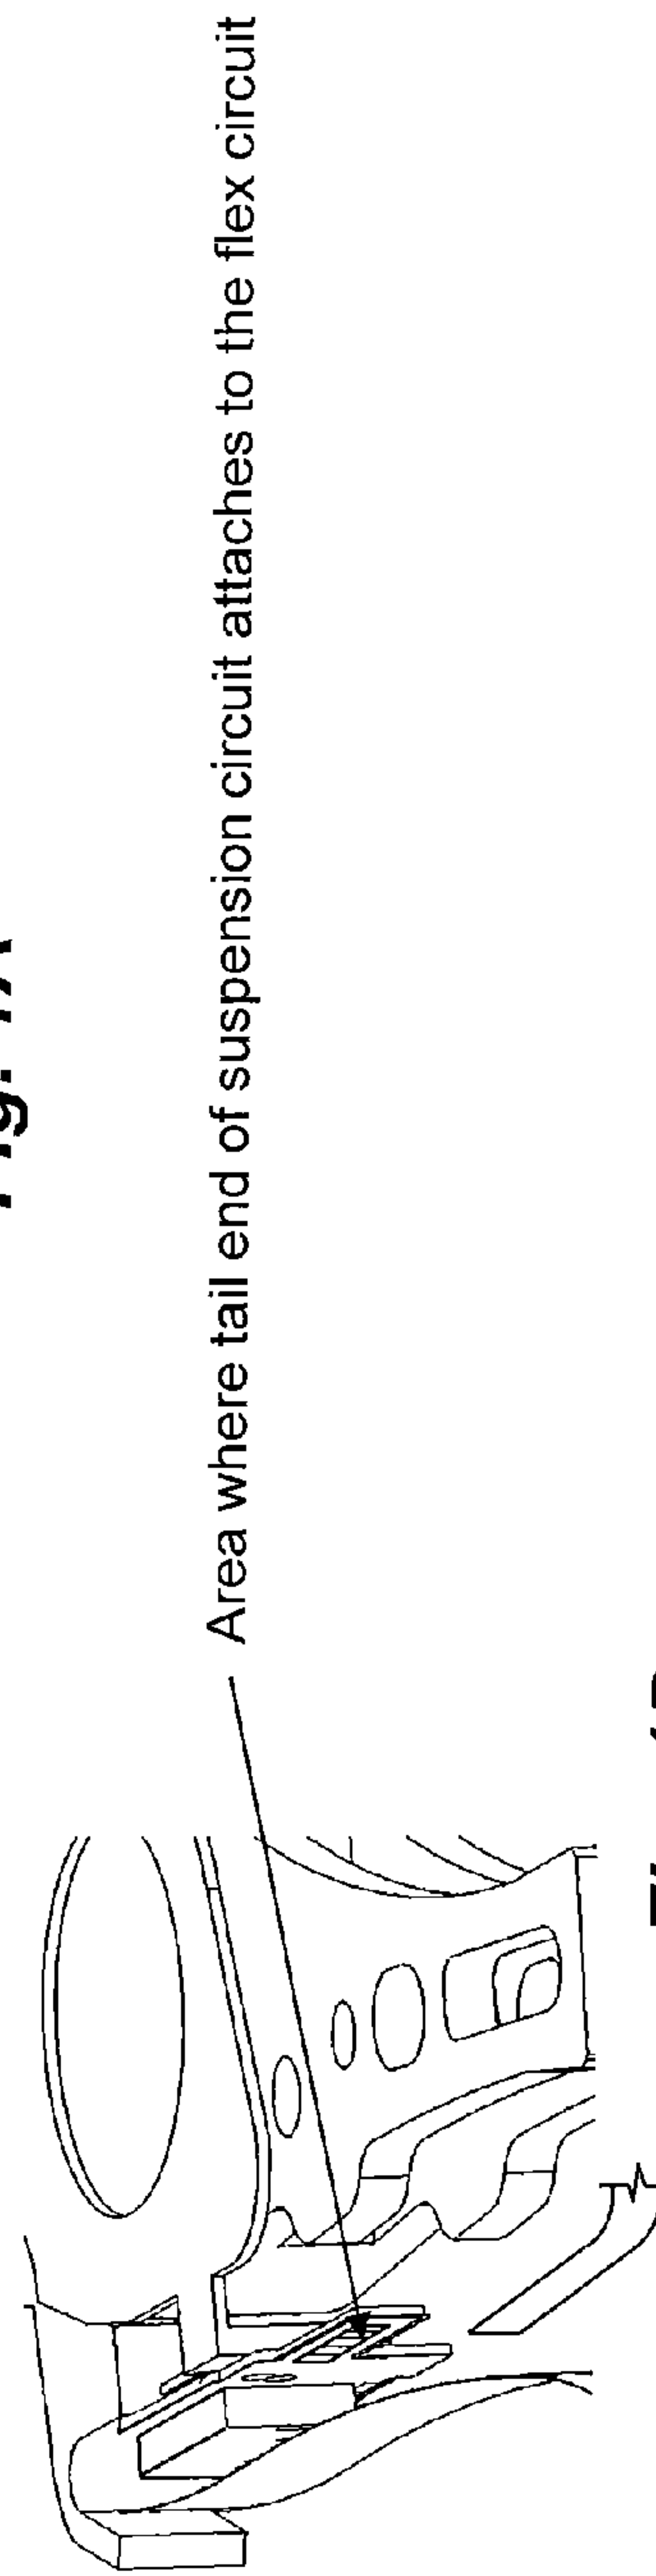 Area where tail end of suspension circuit attaches to the flex circuit